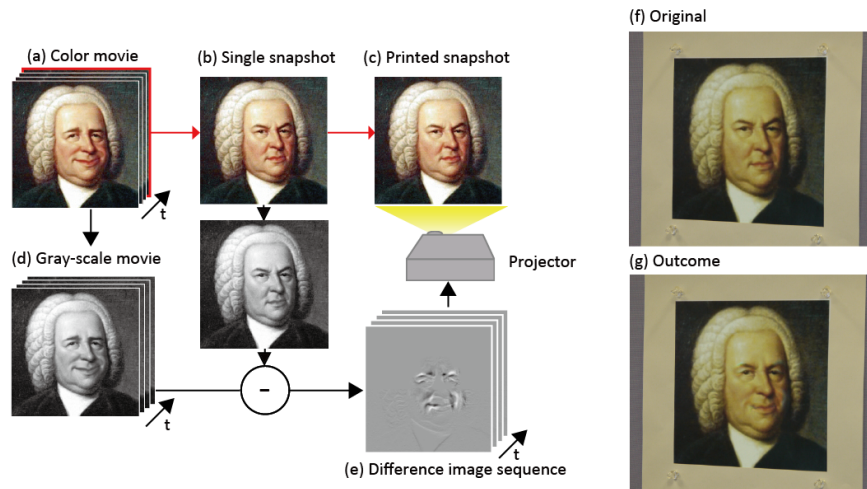 (a) Color movie
(b) Single snapshot
(c) Printed snapshot
(f) Original
t
(d) Gray-scale movie
Projector
(g) Outcome
-
t
t
(e) Difference image sequence